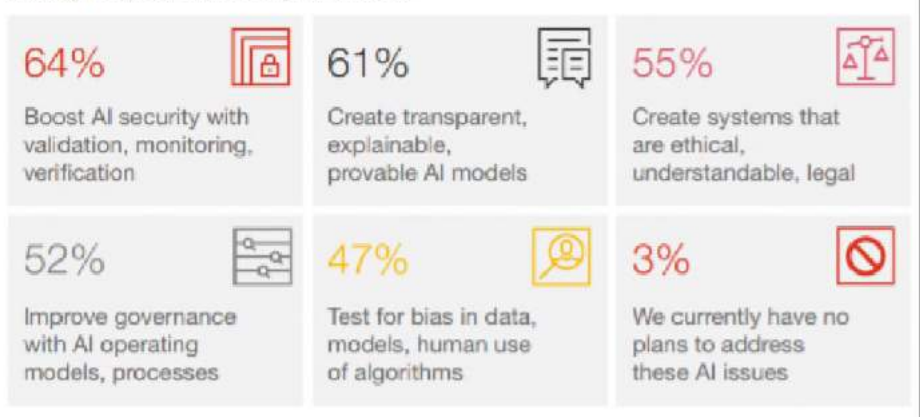 64%
Boost AI security with
validation, monitoring,
verification
61%
Create transparent,
explainable,
provable AI models
55%
Create systems that
are ethical,
understandable, legal
52%
Improve governance
with AI operating
models, processes
47%
Test for bias in data,
models, human use
of algorithms
3%
We currently have no
plans to address
these AI issues